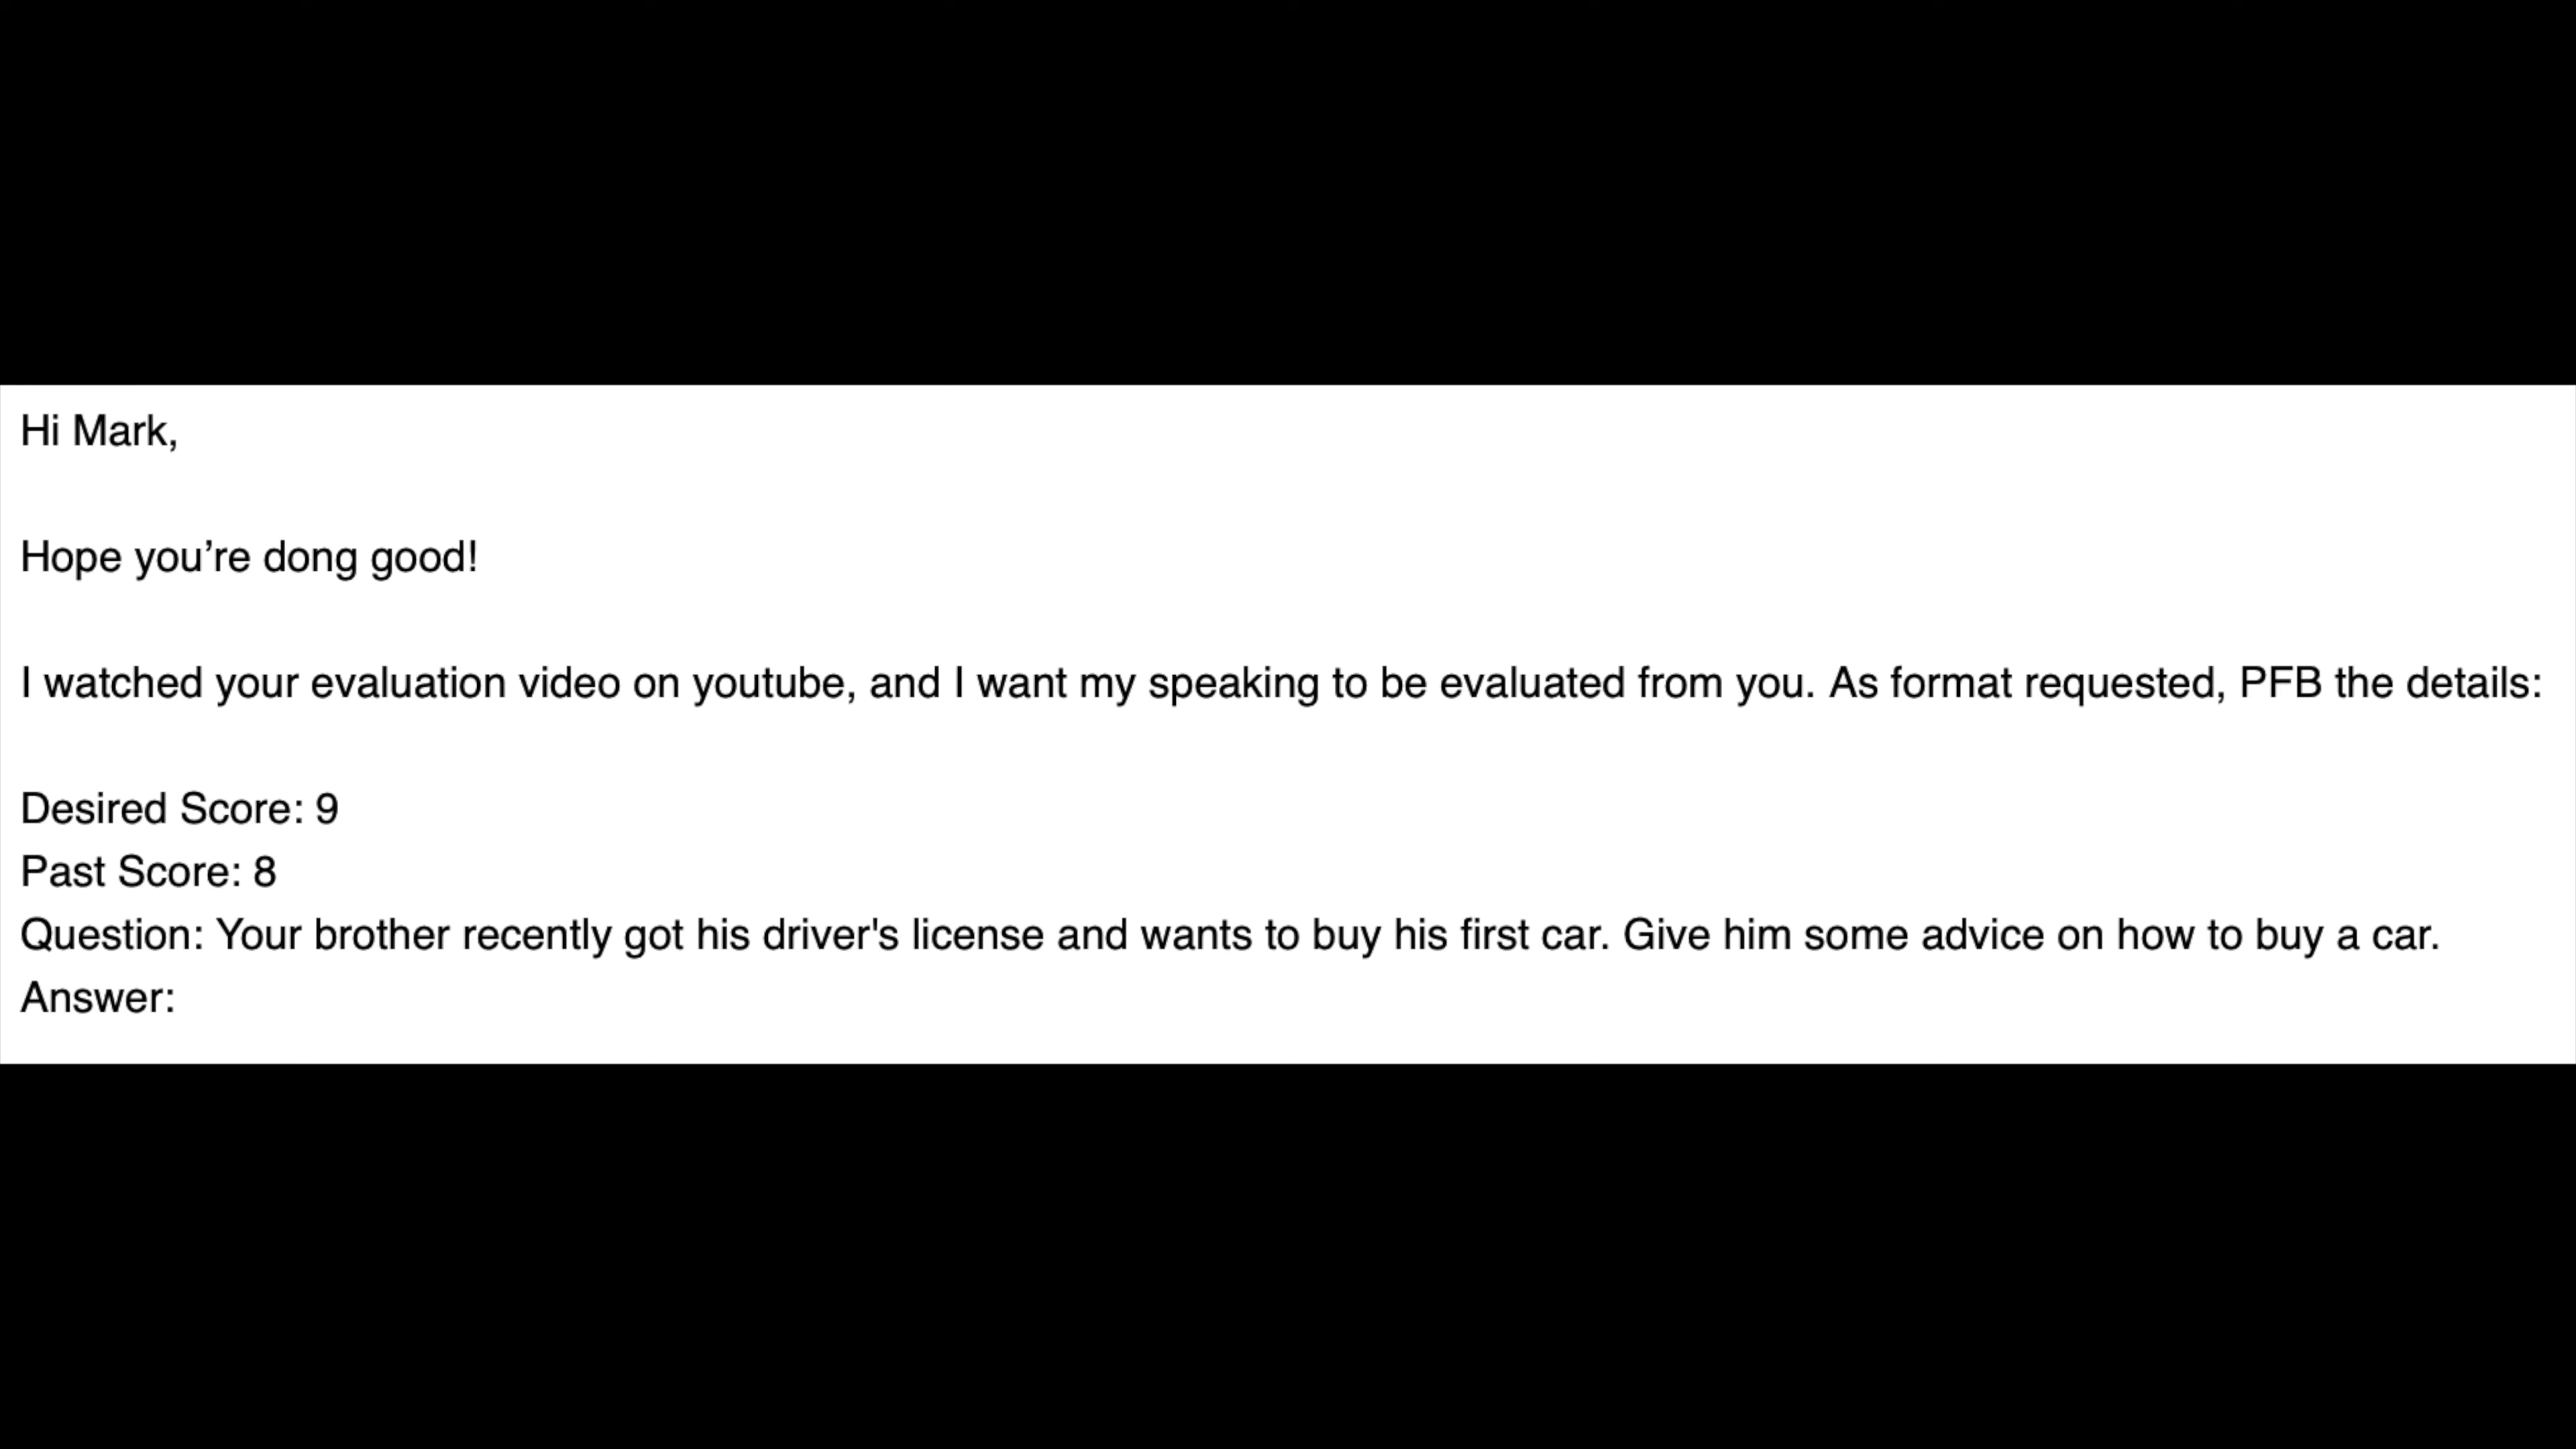 Hi Mark,
Hope you’re dong good!
I watched your evaluation video on youtube, and I want my speaking to be evaluated from you. As format requested, PFB the details:
Desired Score: 9
Past Score: 8
Question: Your brother recently got his driver's license and wants to buy his first car. Give him some advice on how to buy a car.
Answer: